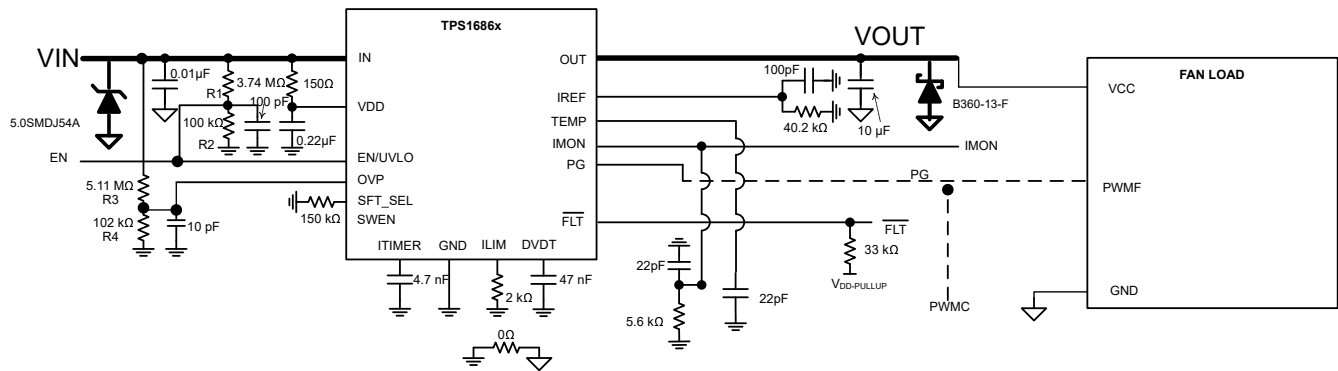 TPS1686x
VIN
VOUT
IN
OUT
FAN LOAD
0.01µF
3.74 MΩ
R1
150Ω
100pF
VCC
IREF
B360-13-F
100 pF
VDD
5.0SMDJ54A
100 kΩ
R2
0.22µF
TEMP
40.2 kΩ
10 µF
IMON
IMON
EN
EN/UVLO
PG
PG
OVP
PWMF
5.11 MΩ
R3
SFT_SEL
150 kΩ
SWEN
102 kΩ
R4
10 pF
FLT
FLT
33 kΩ
ITIMER
GND
ILIM
DVDT
22pF
4.7 nF
2 kΩ
47 nF
VDD-PULLUP
22pF
GND
PWMC
5.6 kΩ
0Ω